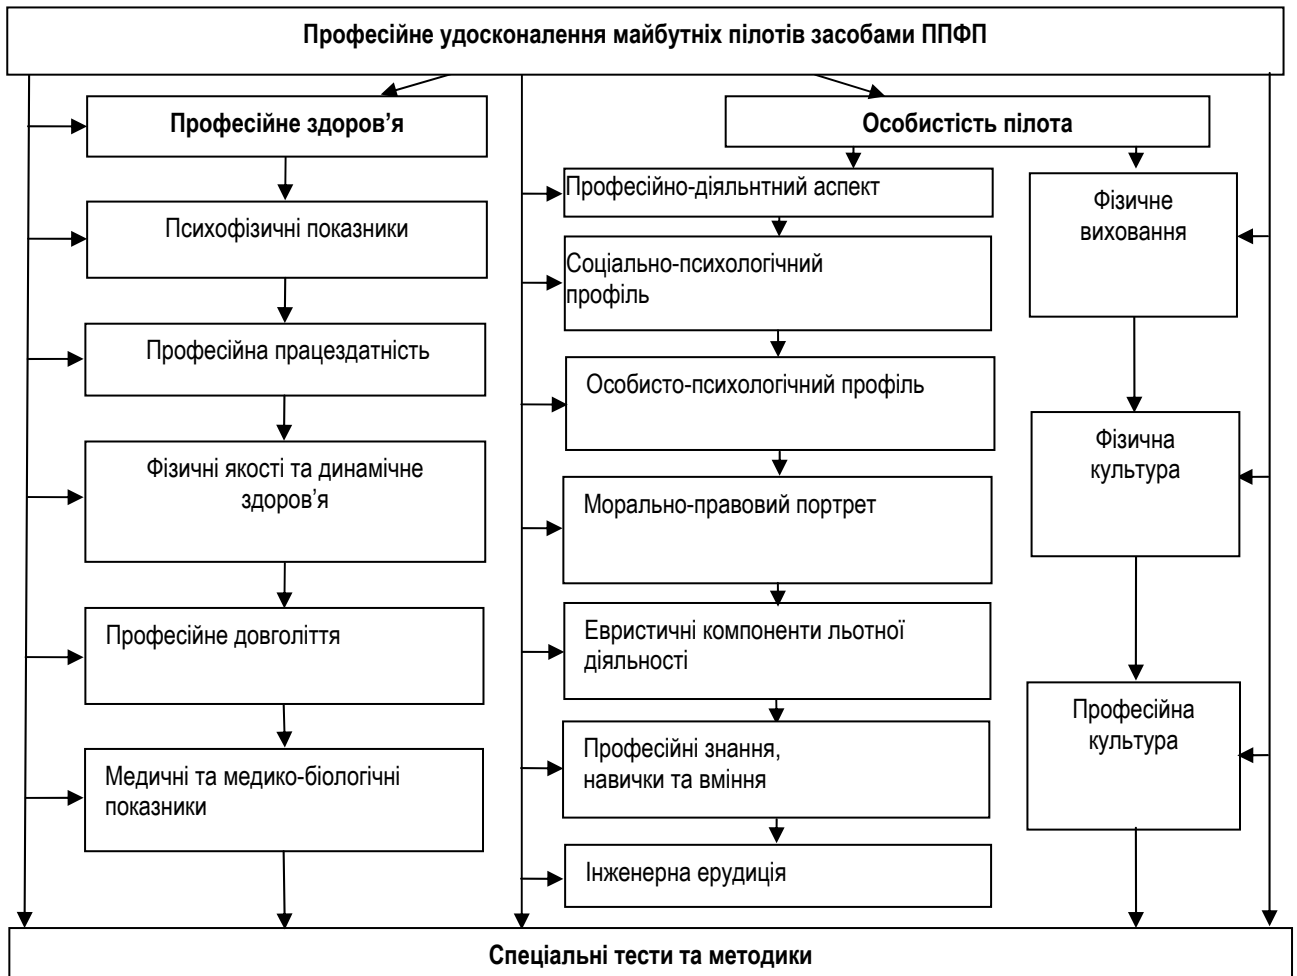 Професійне удосконалення майбутніх пілотів засобами ППФП
Професійне здоров’я
Психофізичні показники
Професійна працездатність
Фізичні якості та динамічне
здоров’я
Професійне довголіття
Медичні та медико-біологічні
показники
Особистість пілота
Професійно-діяльнтний аспект
Соціально-психологічний
профіль
Особисто-психологічний профіль
Морально-правовий портрет
Евристичні компоненти льотної
діяльності
Професійні знання,
навички та вміння
Інженерна ерудиція
Фізичне
виховання
Фізична
культура
Професійна
культура
Спеціальні тести та методики